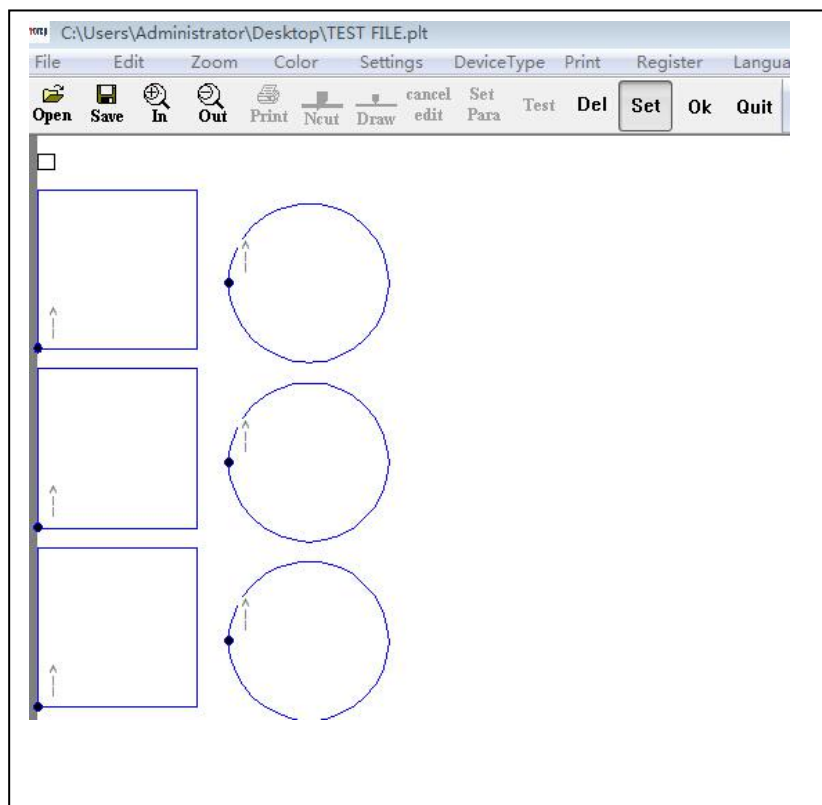 C:\Users\Administrator\Desktop\TEST FILE.plt
File Edit Zoom Color Settings DeviceType Print Register Langua
Open Save In Out Print Ncut Draw cancel edit Set Para Test Del Set Ok Quit